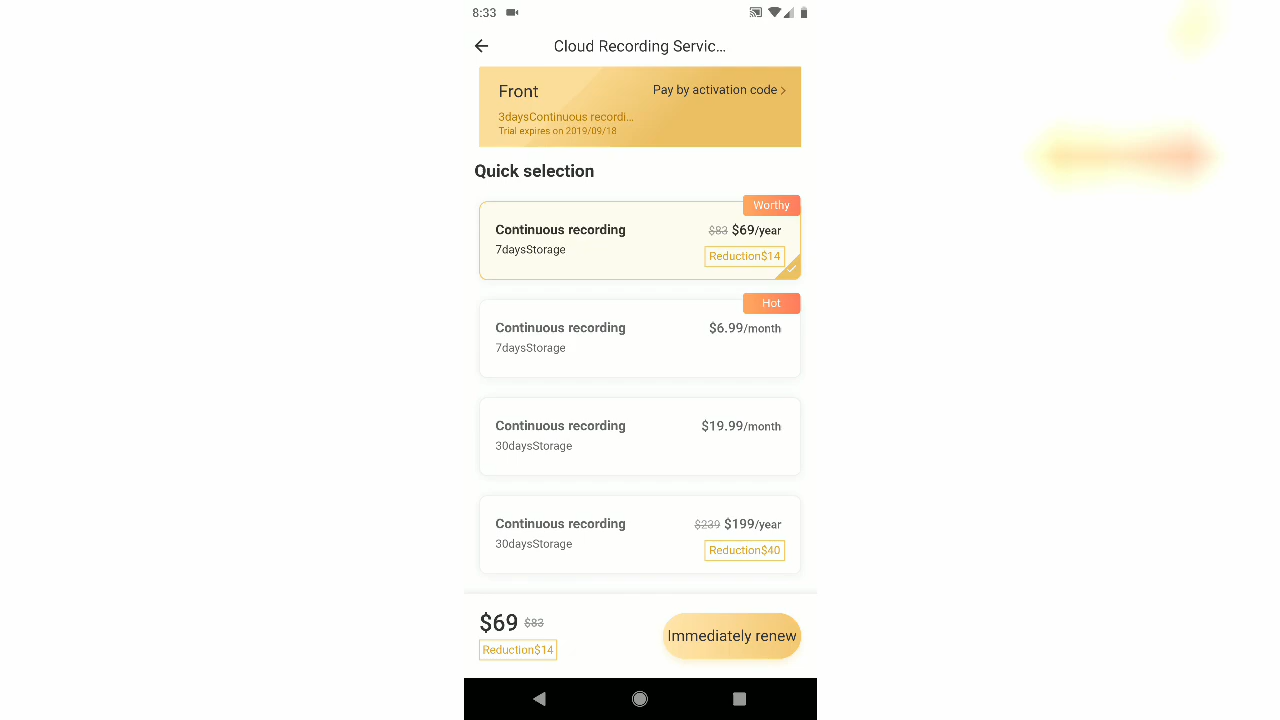 8:33
Cloud Recording Servic...
Front
Pay by activation code >
3daysContinuous recordi...
Trial expires on 2019/09/18
Quick selection
Worthy
Continuous recording
$83 $69/year
7daysStorage
Reduction$14
Hot
Continuous recording
$6.99/month
7daysStorage
Continuous recording
$19.99/month
30daysStorage
Continuous recording
$239 $199/year
30daysStorage
Reduction$40
$69 $83
Reduction$14
Immediately renew